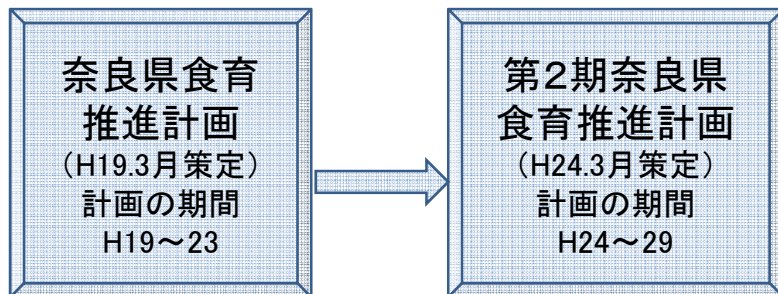 奈良県食育
推進計画
（H19.3月策定）
計画の期間
H19～23
第２期奈良県
食育推進計画
（H24.3月策定）
計画の期間
H24～29